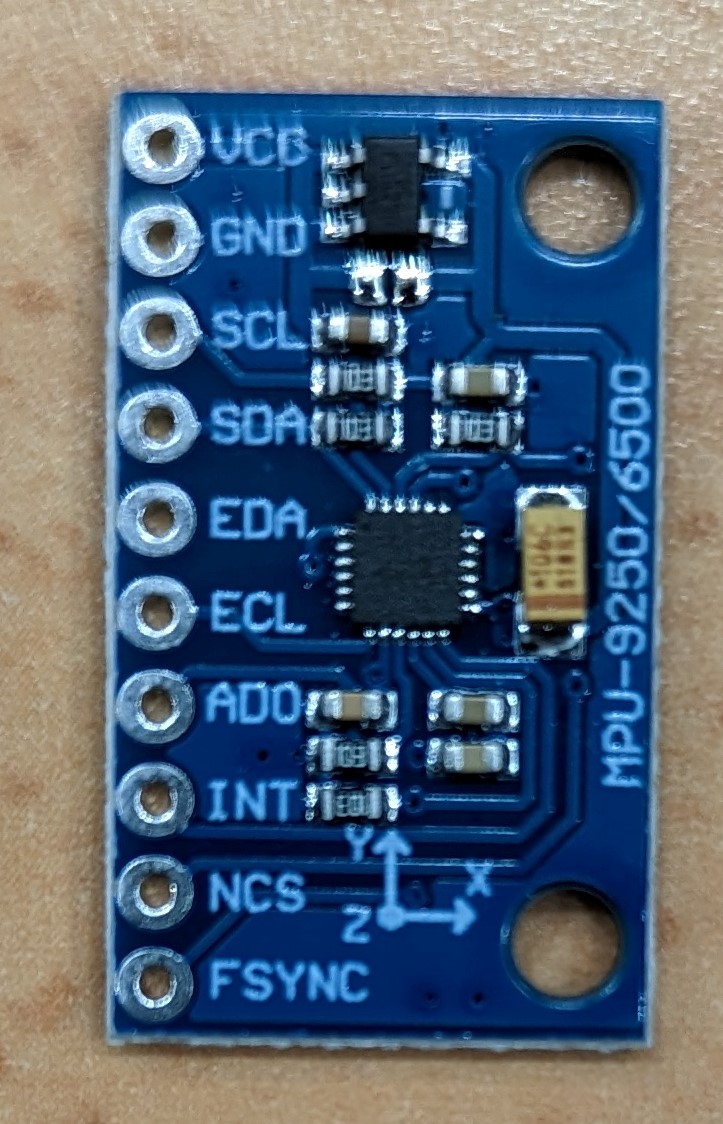 VCC
GND
SCL
SDA
EDA
ECL
ADO
INT
NCS
FSYNC
MPU-9250/6500
Y
X
Z